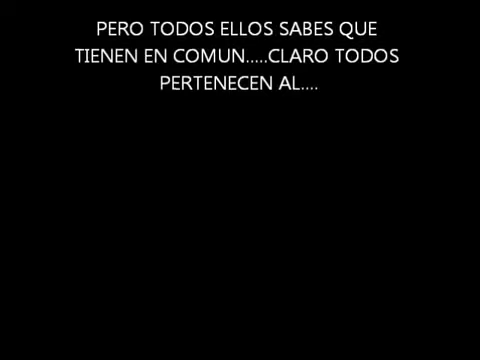 PERO TODOS ELLOS SABES QUE
TIENEN EN COMUN.....CLARO TODOS
PERTENECEN AL....